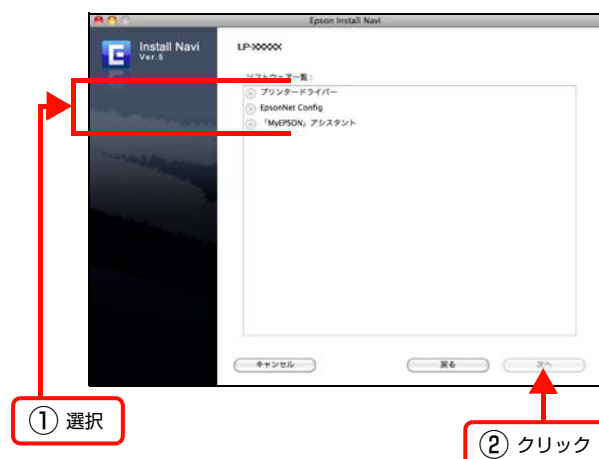 Epson Install Navi
E Install Navi
Ver.5
LP-XXXXX
ソフトウェア一覧：
プリンタードライバー
EpsonNet Config
「MyEPSON」アシスタント
キャンセル
戻る
次へ
① 選択
② クリック